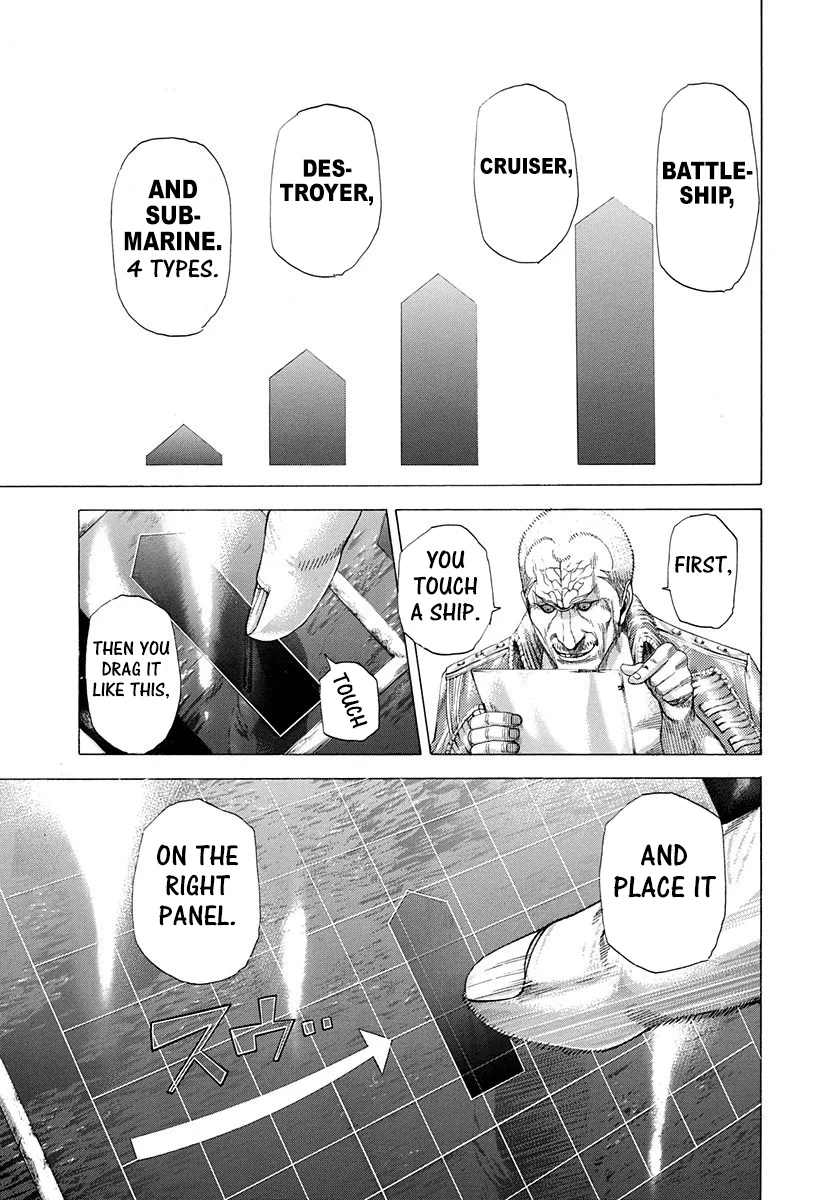 BATTLE-
SHIP,
CRUISER,
DES-
TROYER,
AND
SUB-
MARINE.
4 TYPES.
FIRST,
YOU
TOUCH
A SHIP.
TOUCH
THEN YOU
DRAG IT
LIKE THIS,
AND
PLACE IT
ON THE
RIGHT
PANEL.
スゥ‥